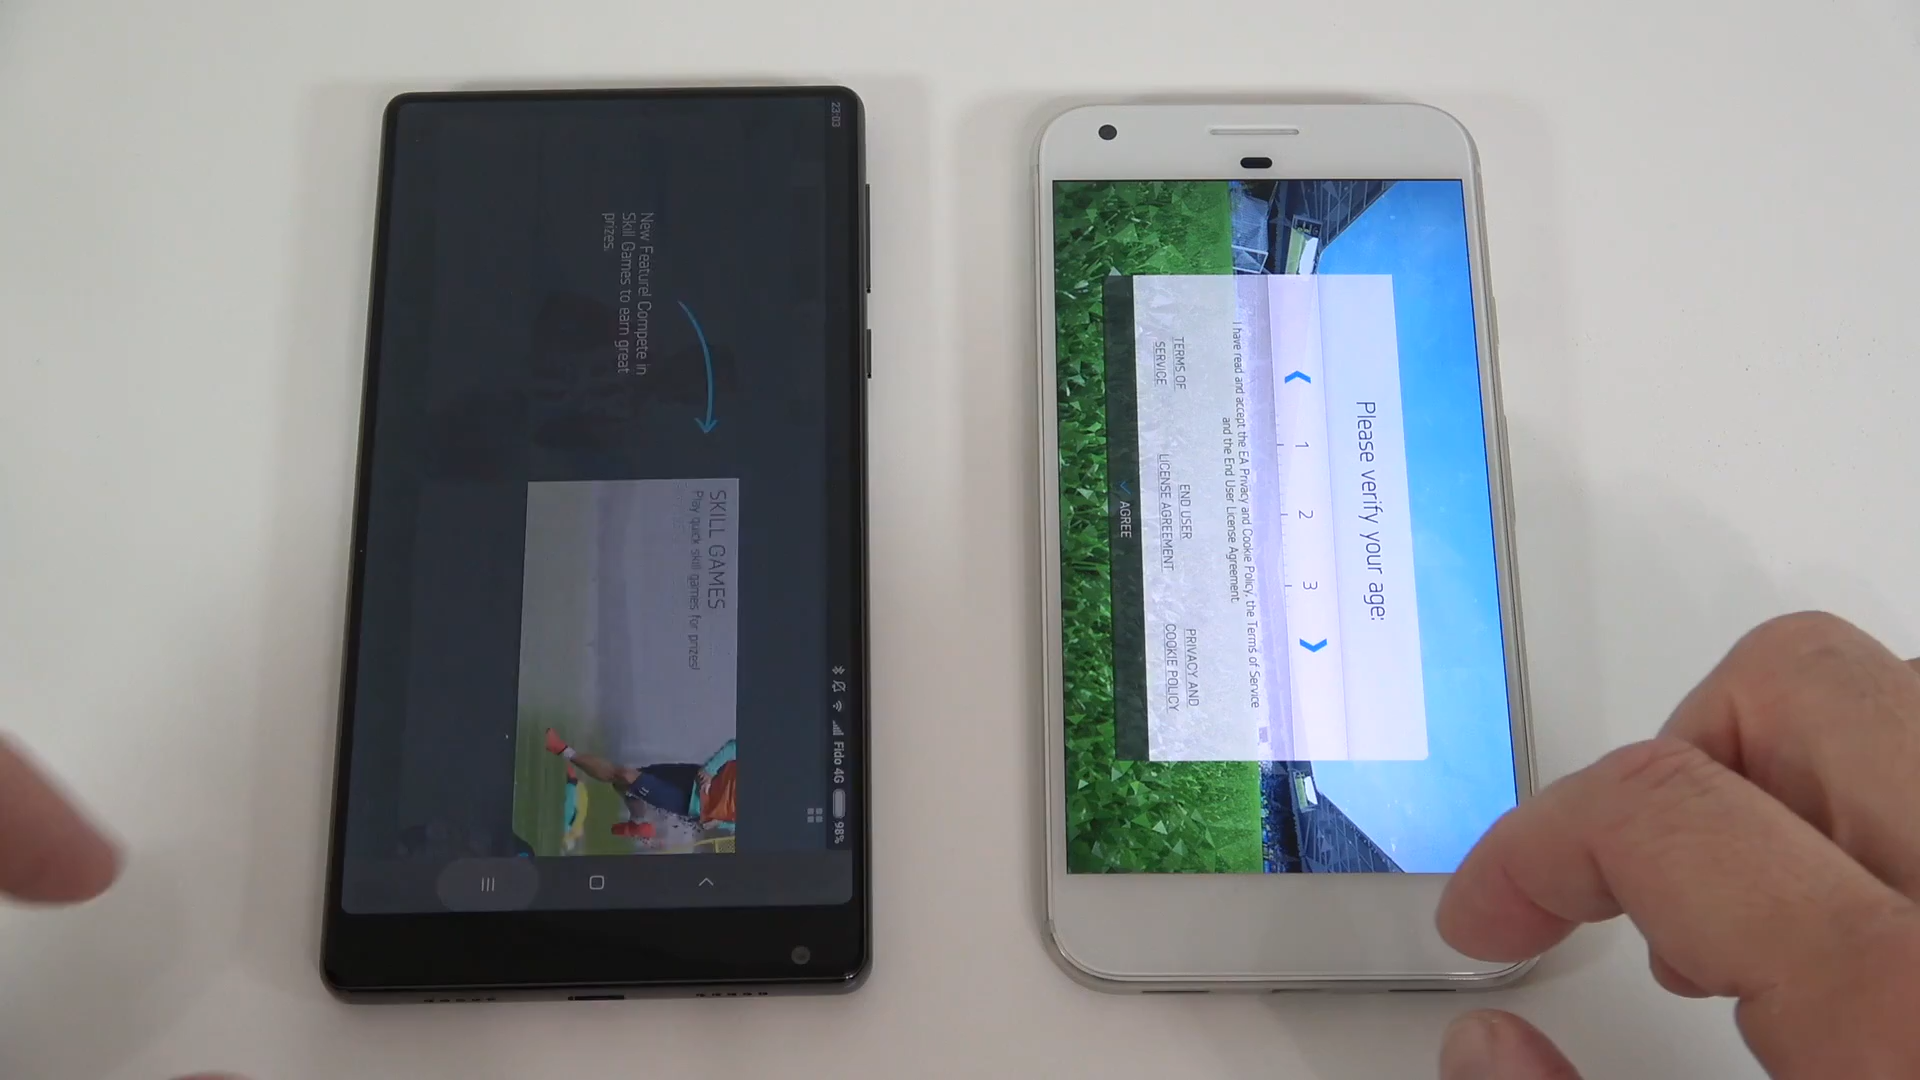 23:03
Fido 4G 98%
New Feature! Compete in
Skill Games to earn great
prizes.
SKILL GAMES
Play quick skill games for prizes!
Please verify your age:
1 2 3
I have read and accept the EA Privacy and Cookie Policy, the Terms of Service
and the End User License Agreement.
TERMS OF
SERVICE
END USER
LICENSE AGREEMENT
PRIVACY AND
COOKIE POLICY
AGREE